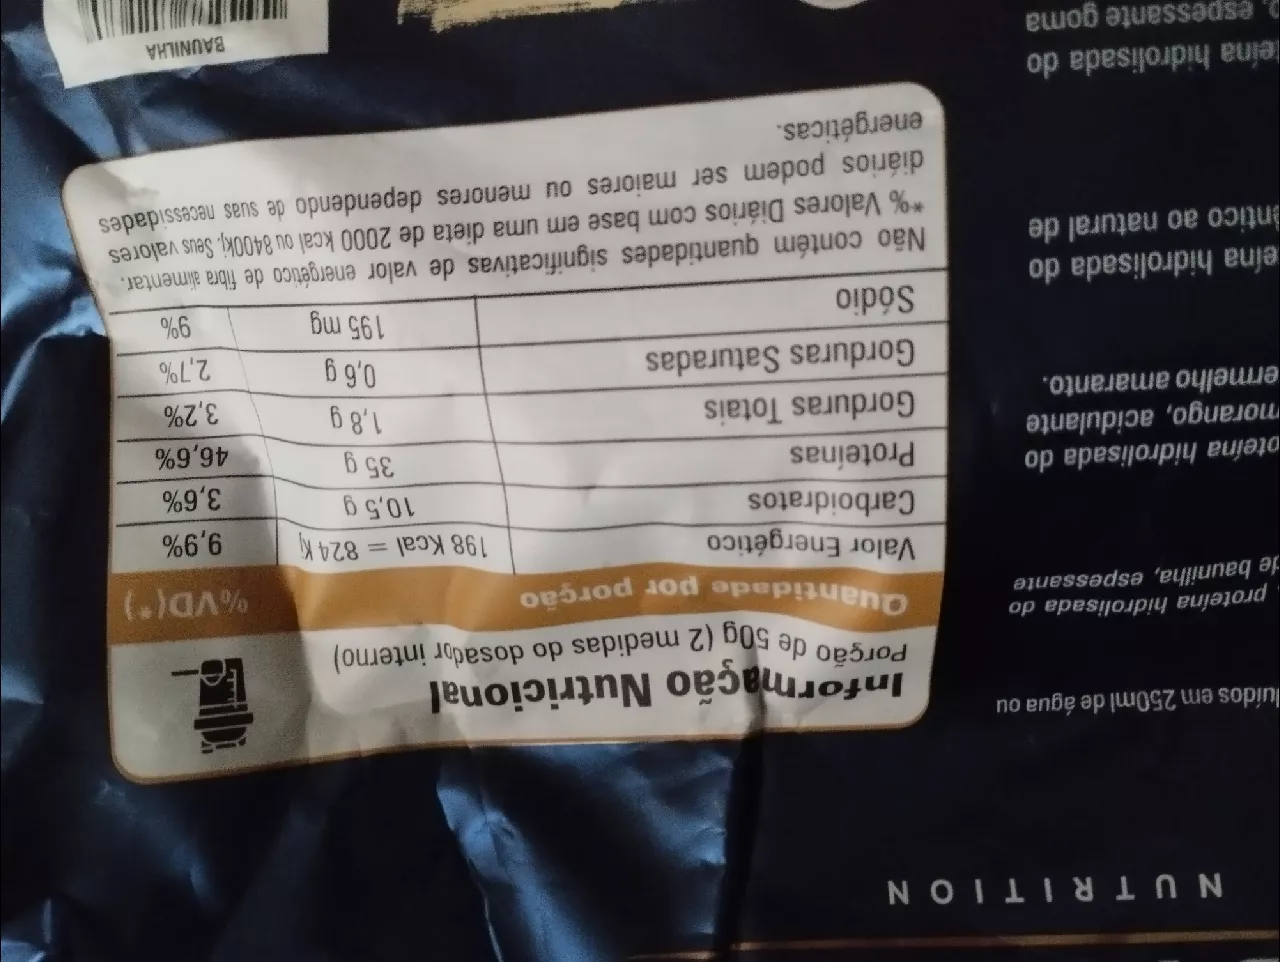 NUTRITION
luídos em 250ml de água ou
proteína hidrolisada do
de baunilha, espessante
oteína hidrolisada do
morango, acidulante
ermelho amaranto.
eína hidrolisada do
ntico ao natural de
eína hidrolisada do
espessante goma
Informação Nutricional
Porção de 50g (2 medidas do dosador interno)
Quantidade por porção %VD(*)
Valor Energético 198 Kcal = 824 Kj 9,9%
Carboidratos 10,5 g 3,6%
Proteínas 35 g 46,6%
Gorduras Totais 1,8 g 3,2%
Gorduras Saturadas 0,6 g 2,7%
Sódio 195 mg 9%
Não contém quantidades significativas de valor energético de fibra alimentar.
*% Valores Diários com base em uma dieta de 2000 kcal ou 8400kj. Seus valores
diários podem ser maiores ou menores dependendo de suas necessidades
energéticas.
BAUNILHA